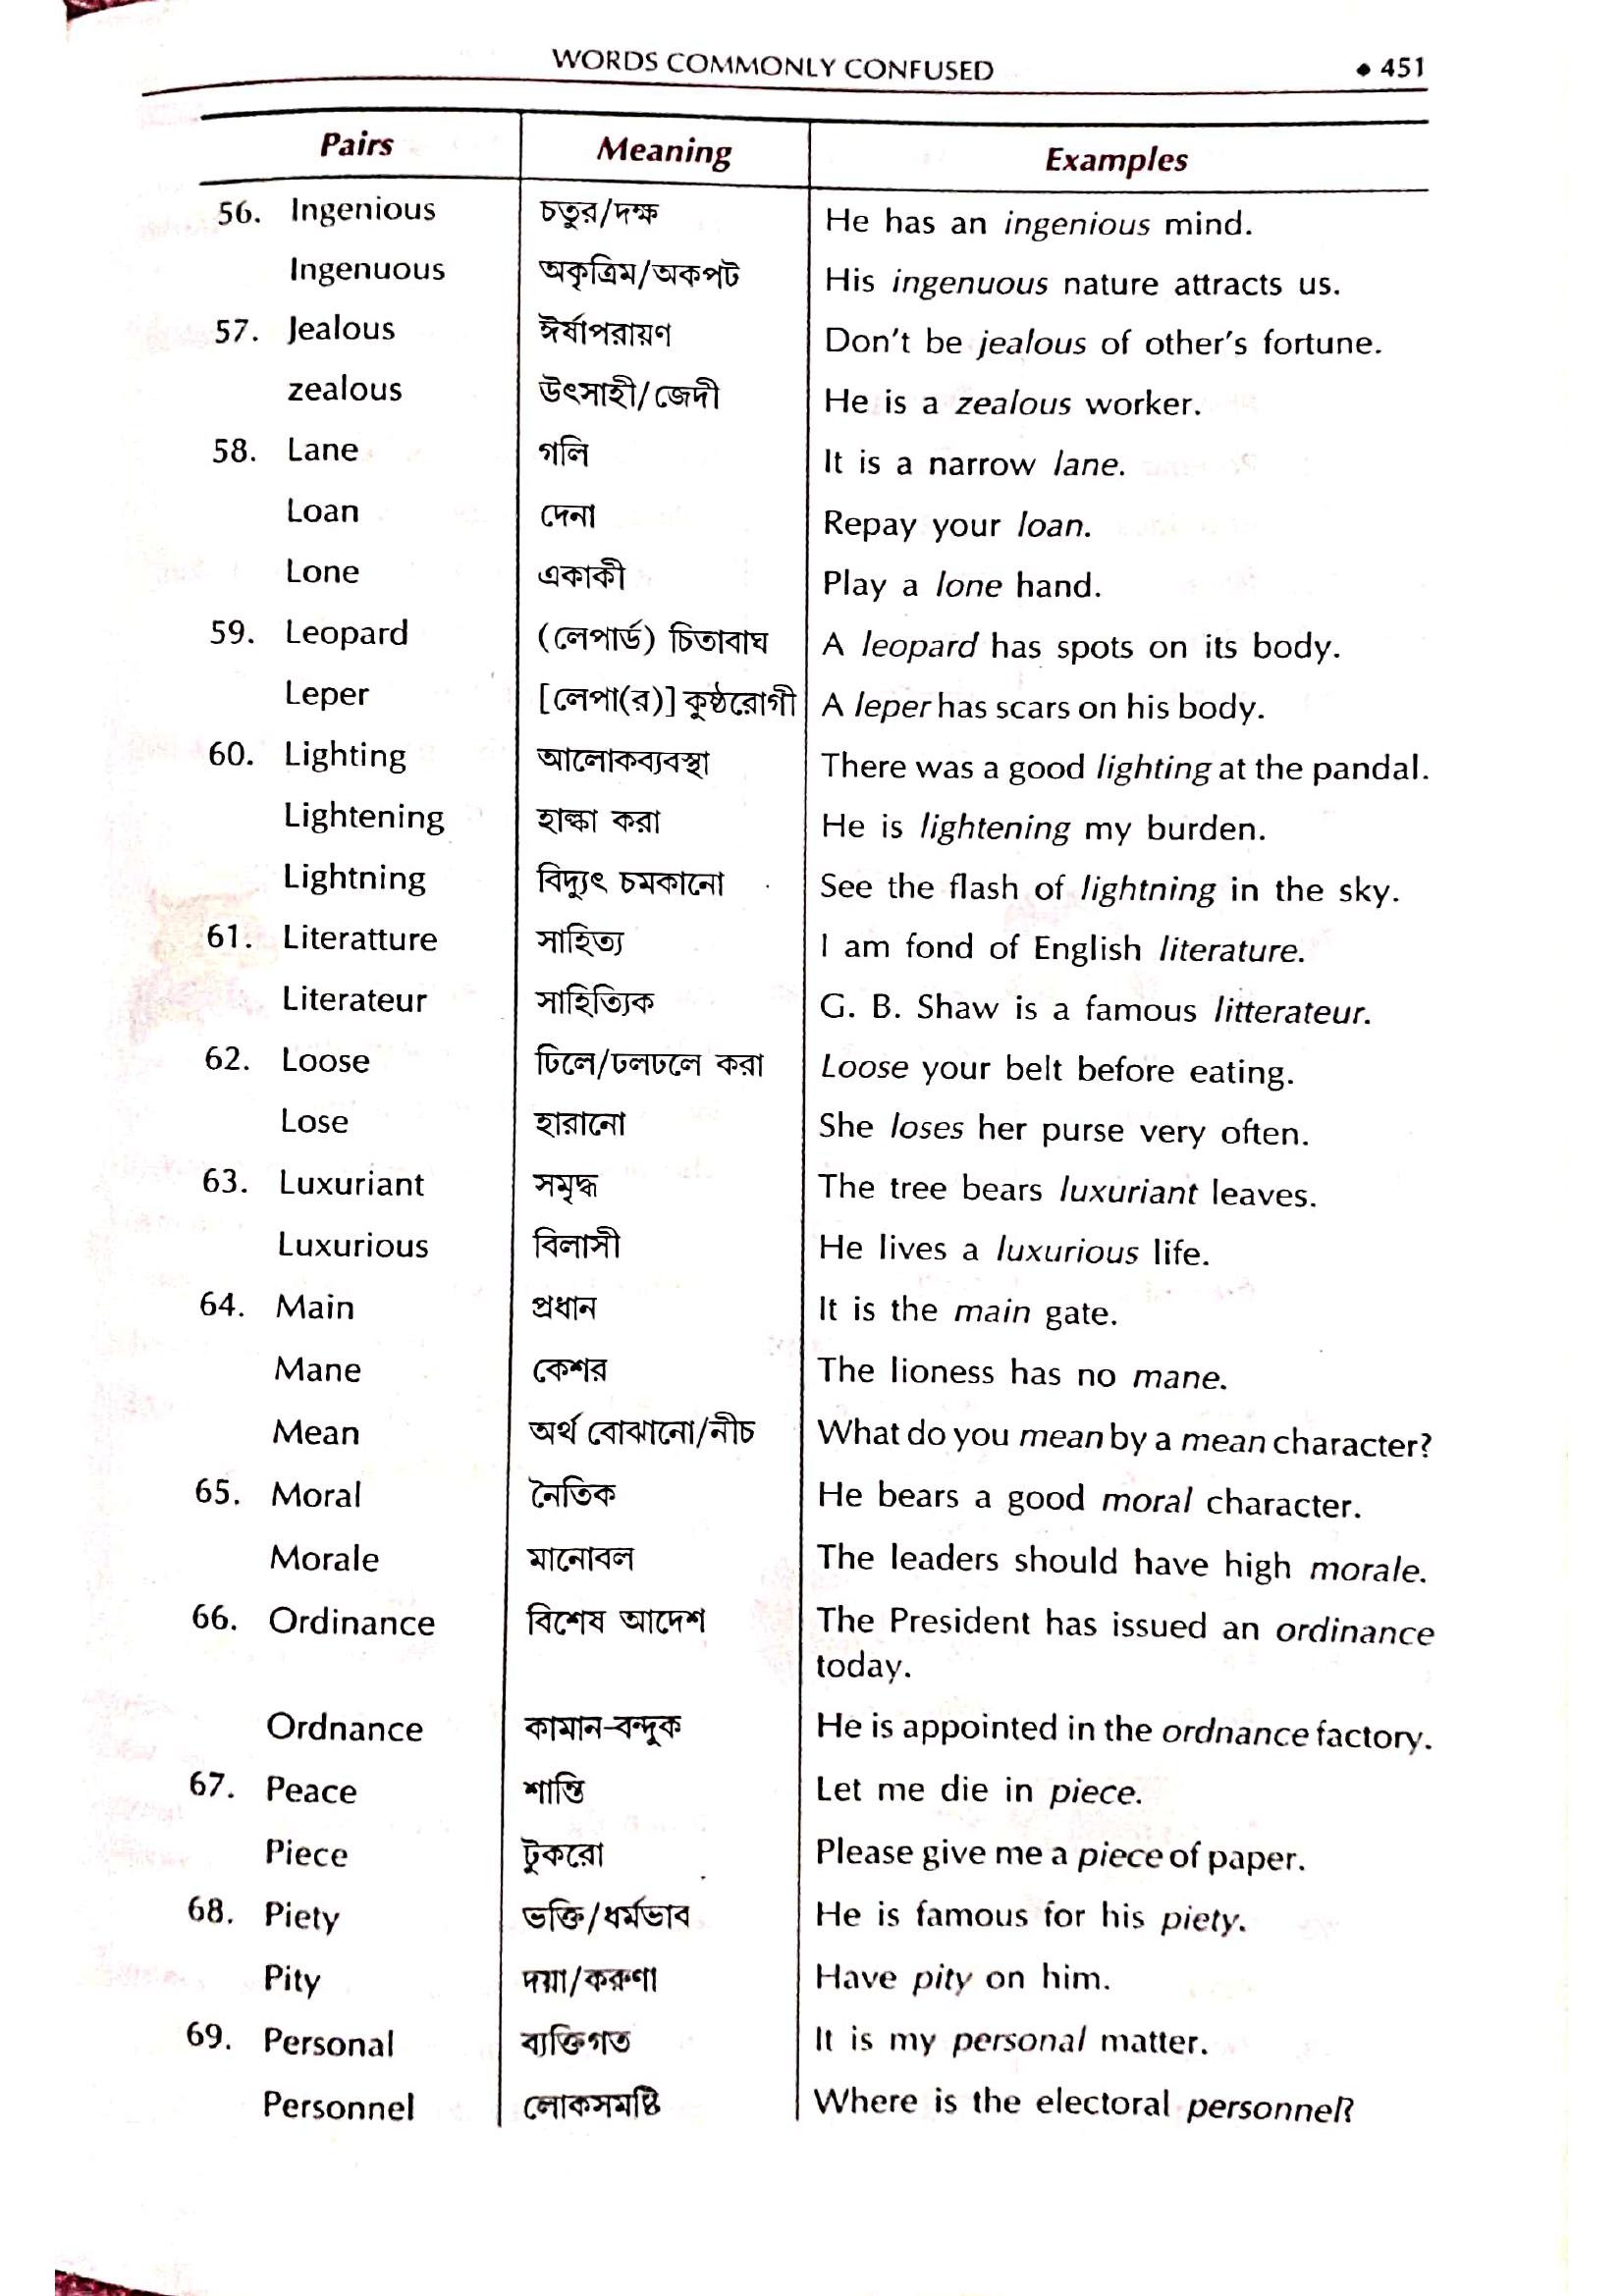 WORDS COMMONLY CONFUSED ◆ 451
Pairs Meaning Examples
56. Ingenious চতুর/দক্ষ He has an ingenious mind.
Ingenuous অকৃত্রিম/অকপট His ingenuous nature attracts us.
57. Jealous ঈর্ষাপরায়ণ Don't be jealous of other's fortune.
zealous উৎসাহী/জেদী He is a zealous worker.
58. Lane গলি It is a narrow lane.
Loan দেনা Repay your loan.
Lone একাকী Play a lone hand.
59. Leopard (লেপার্ড) চিতাবাঘ A leopard has spots on its body.
Leper [লেপা(র)] কুষ্ঠরোগী A leper has scars on his body.
60. Lighting আলোকব্যবস্থা There was a good lighting at the pandal.
Lightening হাল্কা করা He is lightening my burden.
Lightning বিদ্যুৎ চমকানো See the flash of lightning in the sky.
61. Literatture সাহিত্য I am fond of English literature.
Literateur সাহিত্যিক G. B. Shaw is a famous litterateur.
62. Loose ঢিলে/ঢলঢলে করা Loose your belt before eating.
Lose হারানো She loses her purse very often.
63. Luxuriant সমৃদ্ধ The tree bears luxuriant leaves.
Luxurious বিলাসী He lives a luxurious life.
64. Main প্রধান It is the main gate.
Mane কেশর The lioness has no mane.
Mean অর্থ বোঝানো/নীচ What do you mean by a mean character?
65. Moral নৈতিক He bears a good moral character.
Morale মানোবল The leaders should have high morale.
66. Ordinance বিশেষ আদেশ The President has issued an ordinance
today.
Ordnance কামান-বন্দুক He is appointed in the ordnance factory.
67. Peace শান্তি Let me die in piece.
Piece টুকরো Please give me a piece of paper.
68. Piety ভক্তি/ধর্মভাব He is famous for his piety.
Pity দয়া/করুণা Have pity on him.
69. Personal ব্যক্তিগত It is my personal matter.
Personnel লোকসমষ্টি Where is the electoral personnel?